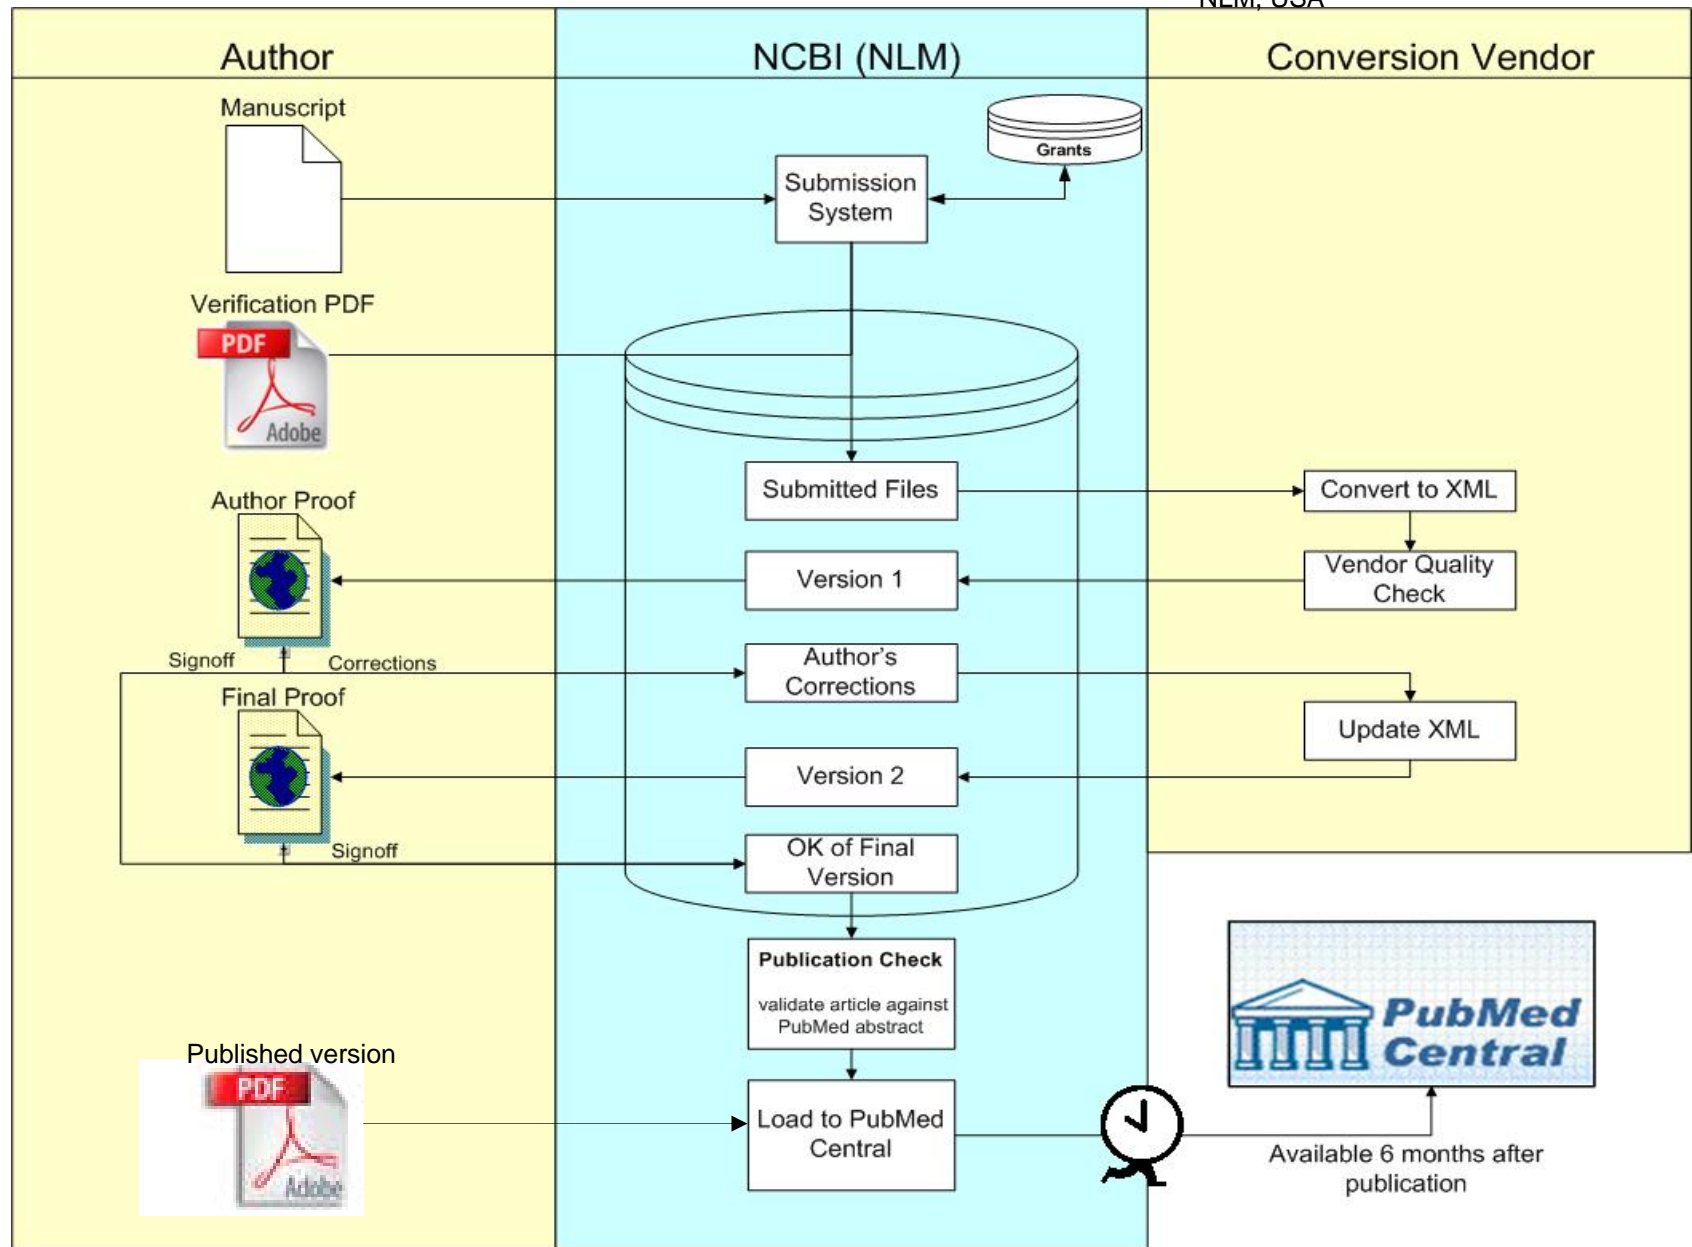 NLM, USA
Author
NCBI (NLM)
Conversion Vendor
Manuscript
Grants
Submission
System
Verification PDF
PDF
Adobe
Submitted Files
Convert to XML
Author Proof
Version 1
Vendor Quality
Check
Signoff
Corrections
Author's
Corrections
Final Proof
Update XML
Version 2
Signoff
OK of Final
Version
Publication Check
validate article against
PubMed abstract
PubMed
Central
Published version
PDF
Adobe
Load to PubMed
Central
Available 6 months after
publication